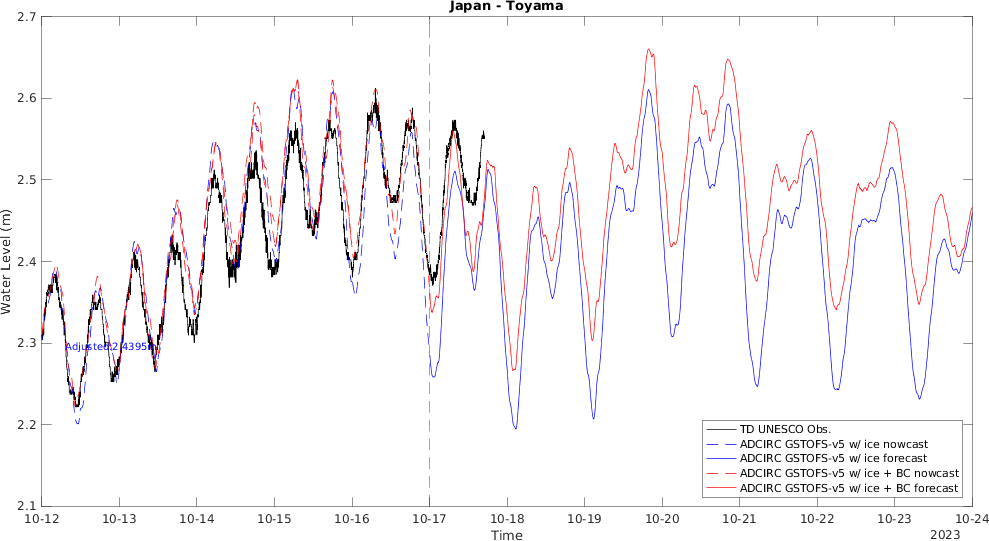 Japan - Toyama
2.7
2.6
2.5
2.4
2.3
2.2
2.1
Water Level (m)
Adjusted 2.4395m
10-12 10-13 10-14 10-15 10-16 10-17 10-18 10-19 10-20 10-21 10-22 10-23 10-24
Time
2023
TD UNESCO Obs.
ADCIRC GSTOFS-v5 w/ ice nowcast
ADCIRC GSTOFS-v5 w/ ice forecast
ADCIRC GSTOFS-v5 w/ ice + BC nowcast
ADCIRC GSTOFS-v5 w/ ice + BC forecast